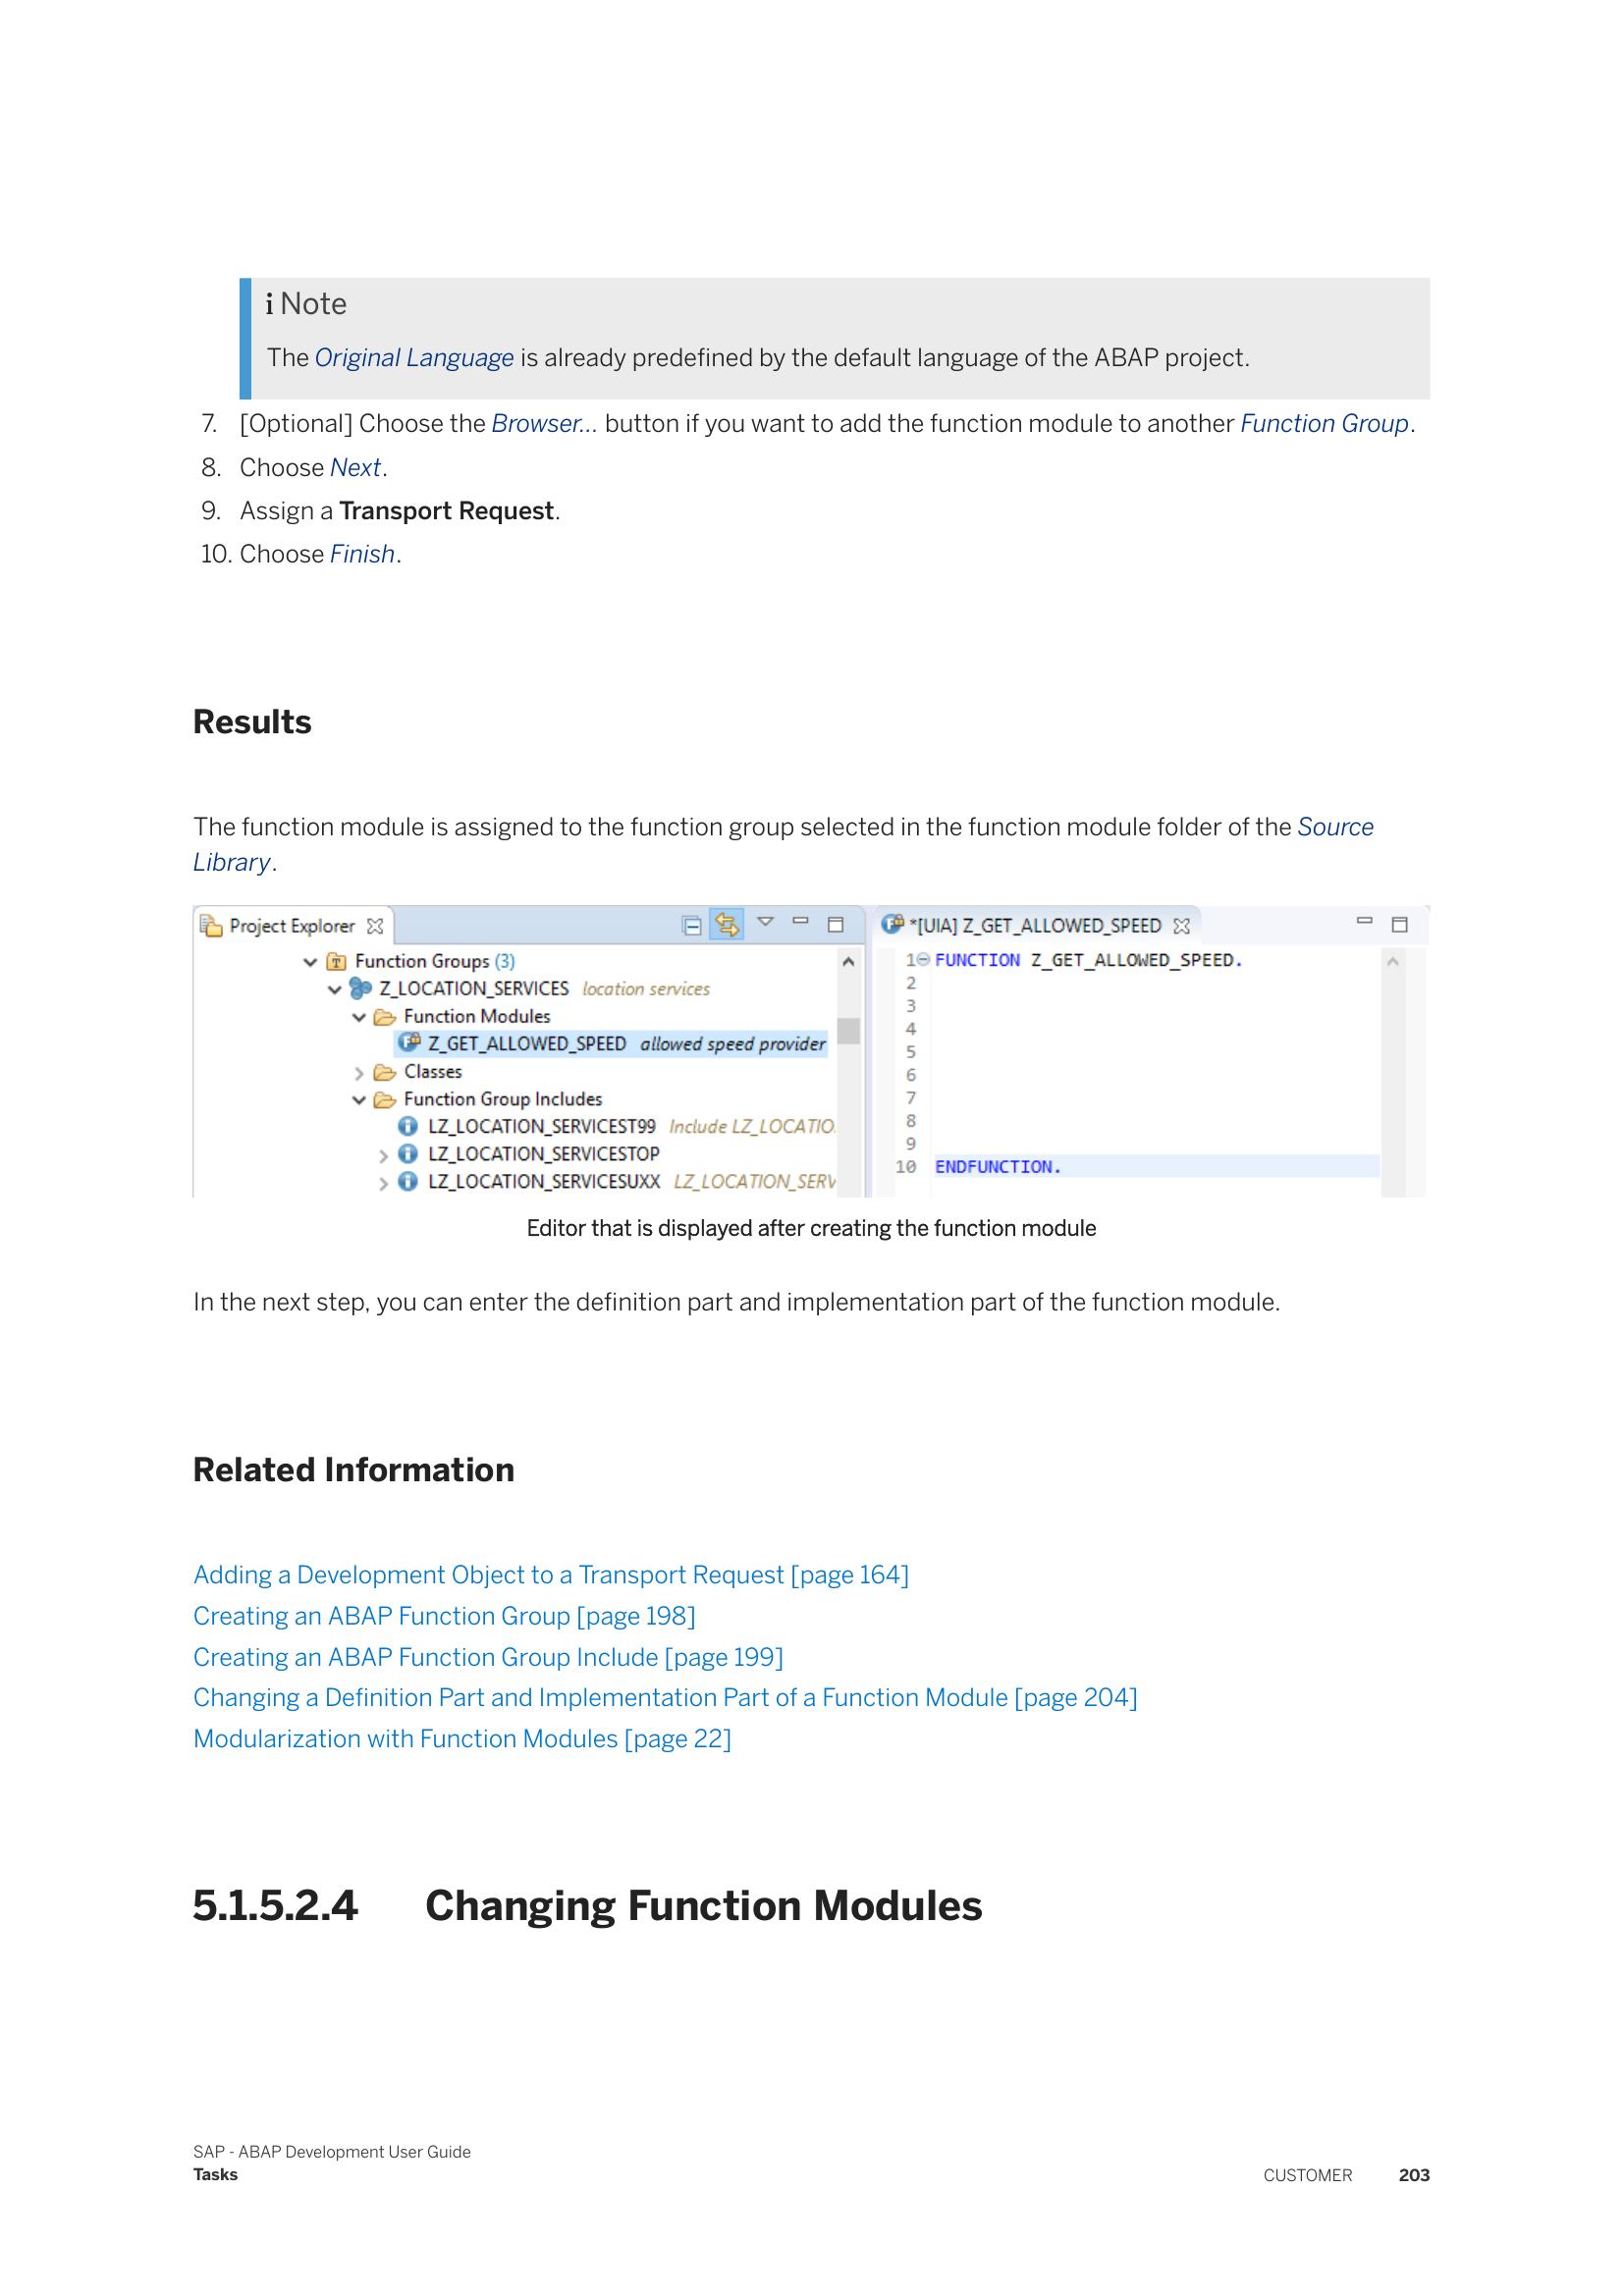 i Note
The Original Language is already predefined by the default language of the ABAP project.
7. [Optional] Choose the Browser... button if you want to add the function module to another Function Group.
8. Choose Next.
9. Assign a Transport Request.
10. Choose Finish.
Results
The function module is assigned to the function group selected in the function module folder of the Source
Library.
Project Explorer
Function Groups (3)
Z_LOCATION_SERVICES location services
Function Modules
Z_GET_ALLOWED_SPEED allowed speed provider
Classes
Function Group Includes
LZ_LOCATION_SERVICEST99 Include LZ_LOCATIO
LZ_LOCATION_SERVICESTOP
LZ_LOCATION_SERVICESUXX LZ_LOCATION_SERV
*[UIA] Z_GET_ALLOWED_SPEED
1 FUNCTION Z_GET_ALLOWED_SPEED.
2
3
4
5
6
7
8
9
10 ENDFUNCTION.
Editor that is displayed after creating the function module
In the next step, you can enter the definition part and implementation part of the function module.
Related Information
Adding a Development Object to a Transport Request [page 164]
Creating an ABAP Function Group [page 198]
Creating an ABAP Function Group Include [page 199]
Changing a Definition Part and Implementation Part of a Function Module [page 204]
Modularization with Function Modules [page 22]
5.1.5.2.4 Changing Function Modules
SAP - ABAP Development User Guide
Tasks
CUSTOMER 203